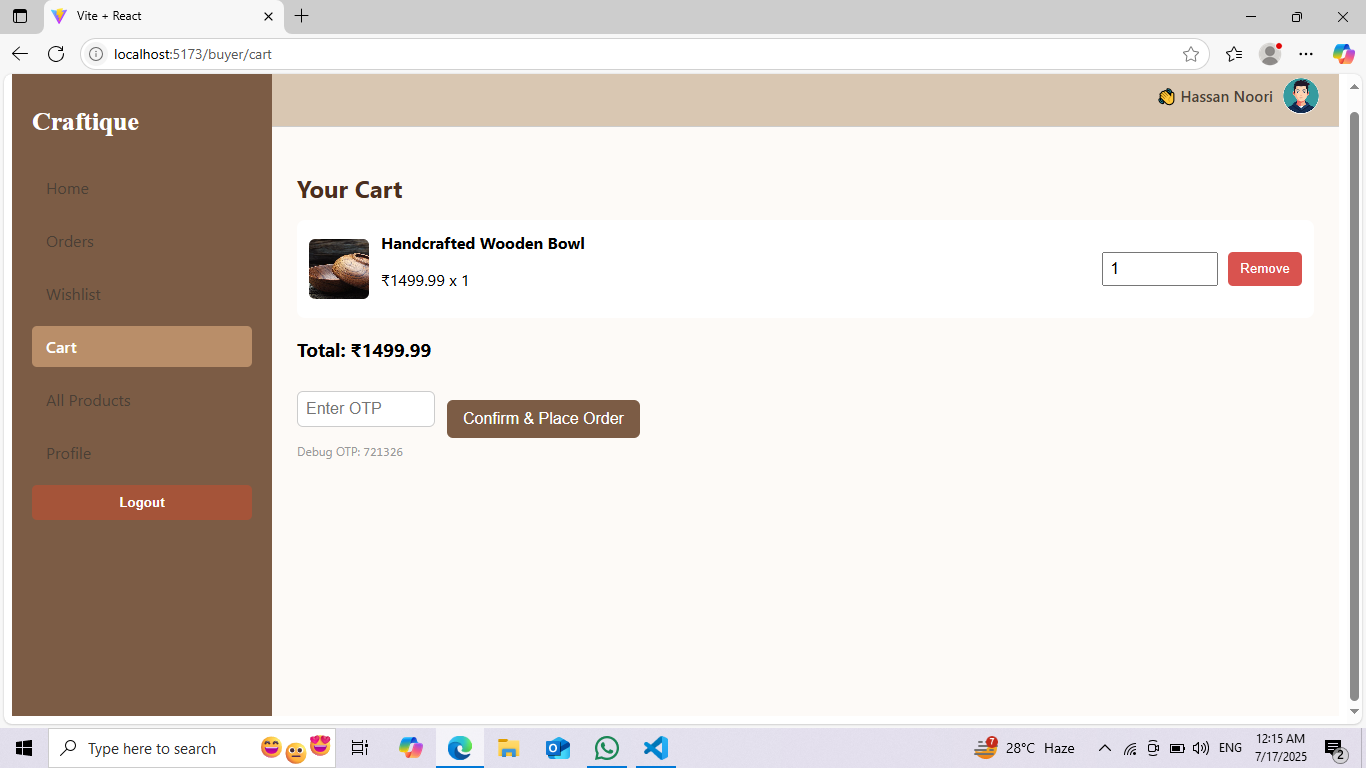 Vite + React
localhost:5173/buyer/cart
Craftique
Hassan Noori
Home
Orders
Wishlist
Cart
All Products
Profile
Logout
Your Cart
Handcrafted Wooden Bowl
₹1499.99 x 1
1
Remove
Total: ₹1499.99
Enter OTP
Confirm & Place Order
Debug OTP: 721326
Type here to search
7
28°C Haze
ENG
12:15 AM
7/17/2025
2